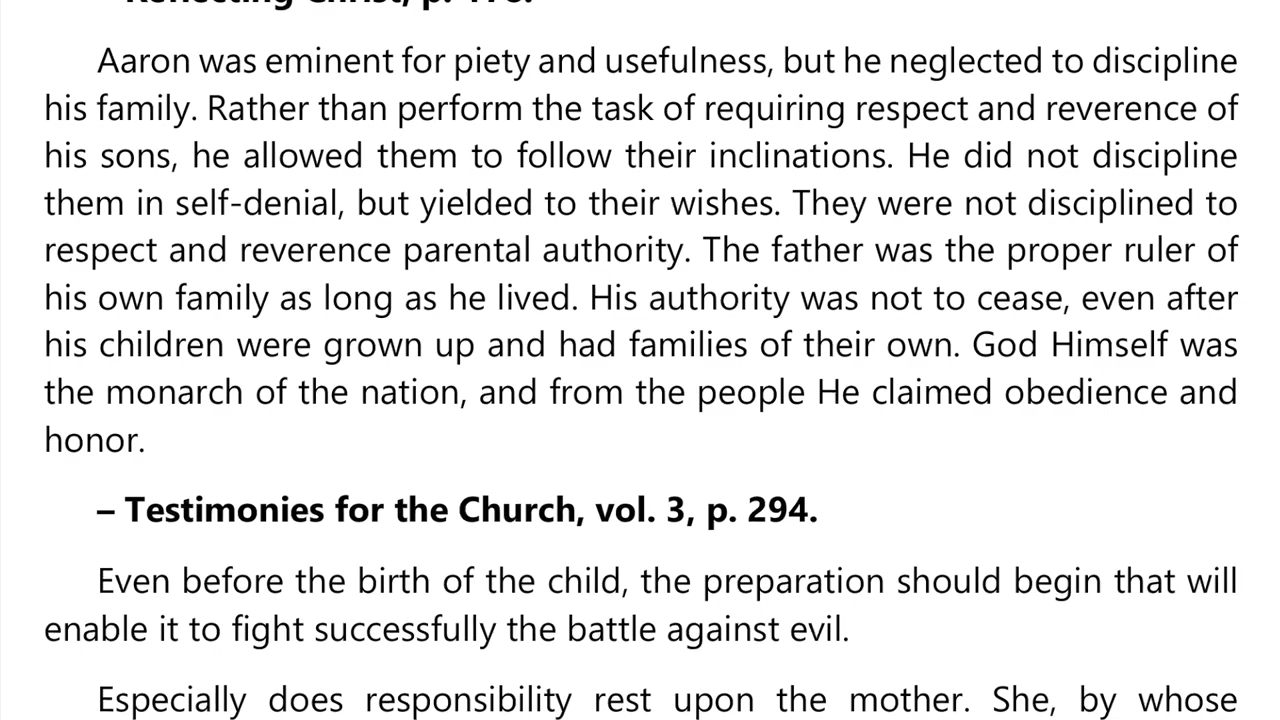 Reflecting Christ, p.
Aaron was eminent for piety and usefulness, but he neglected to discipline
his family. Rather than perform the task of requiring respect and reverence of
his sons, he allowed them to follow their inclinations. He did not discipline
them in self-denial, but yielded to their wishes. They were not disciplined to
respect and reverence parental authority. The father was the proper ruler of
his own family as long as he lived. His authority was not to cease, even after
his children were grown up and had families of their own. God Himself was
the monarch of the nation, and from the people He claimed obedience and
honor.
– Testimonies for the Church, vol. 3, p. 294.
Even before the birth of the child, the preparation should begin that will
enable it to fight successfully the battle against evil.
Especially does responsibility rest upon the mother. She, by whose